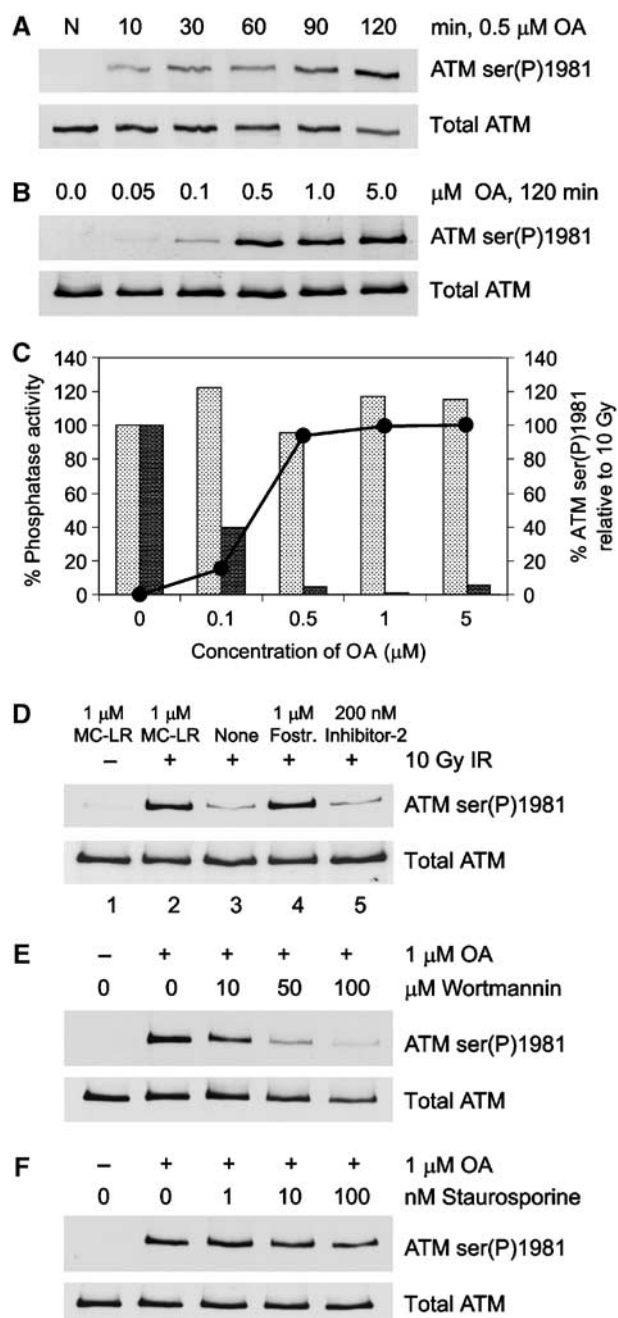 A N 10 30 60 90 120 min, 0.5 µM OA
ATM ser(P)1981
Total ATM
B 0.0 0.05 0.1 0.5 1.0 5.0 µM OA, 120 min
ATM ser(P)1981
Total ATM
C
140 140
120 120
100 100
80 80
60 60
40 40
20 20
0 0
% Phosphatase activity
% ATM ser(P)1981
relative to 10 Gy
0 0.1 0.5 1 5
Concentration of OA (µM)
D 1 µM 1 µM 1 µM 200 nM
MC-LR MC-LR None Fostr. Inhibitor-2
– + + + + 10 Gy IR
ATM ser(P)1981
Total ATM
1 2 3 4 5
E – + + + + 1 µM OA
0 0 10 50 100 µM Wortmannin
ATM ser(P)1981
Total ATM
F – + + + + 1 µM OA
0 0 1 10 100 nM Staurosporine
ATM ser(P)1981
Total ATM